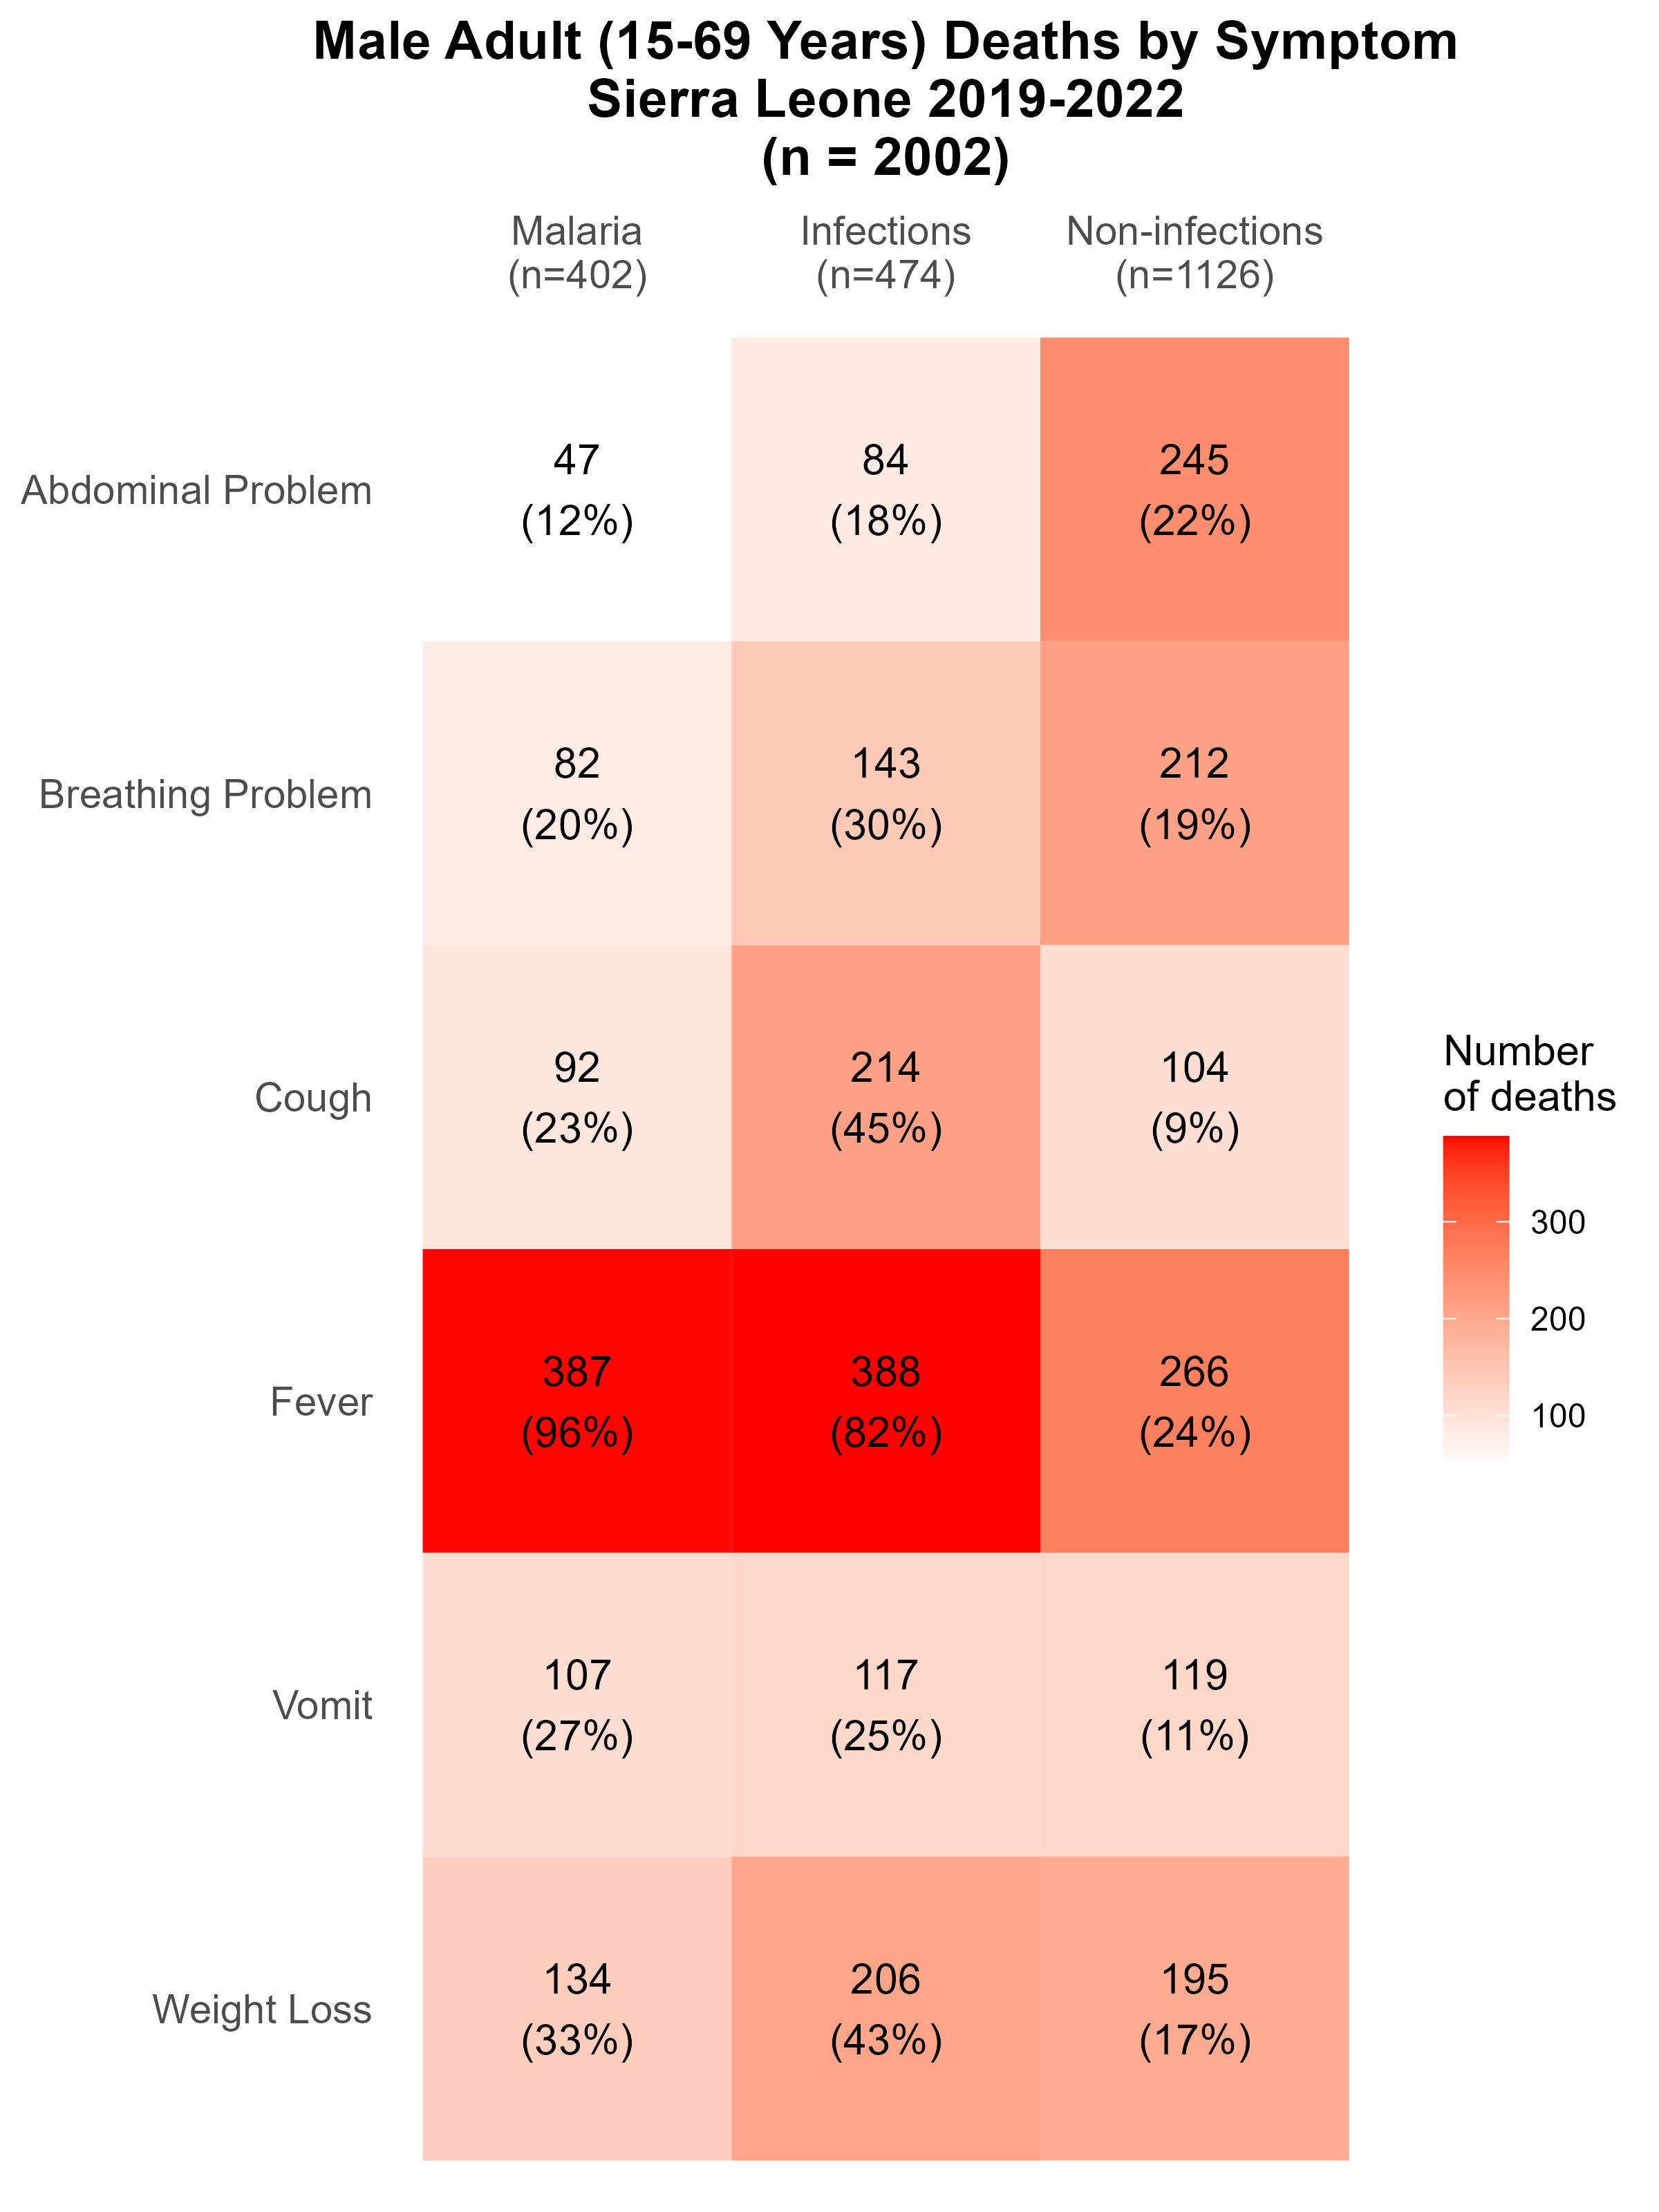 Male Adult (15-69 Years) Deaths by Symptom
Sierra Leone 2019-2022
(n = 2002)
Malaria Infections Non-infections
(n=402) (n=474) (n=1126)
47 84 245
Abdominal Problem
(12%) (18%) (22%)
82 143 212
Breathing Problem
(20%) (30%) (19%)
92 214 104
Cough
(23%) (45%) (9%)
387 388 266
Fever
(96%) (82%) (24%)
107 117 119
Vomit
(27%) (25%) (11%)
134 206 195
Weight Loss
(33%) (43%) (17%)
Number
of deaths
300
200
100